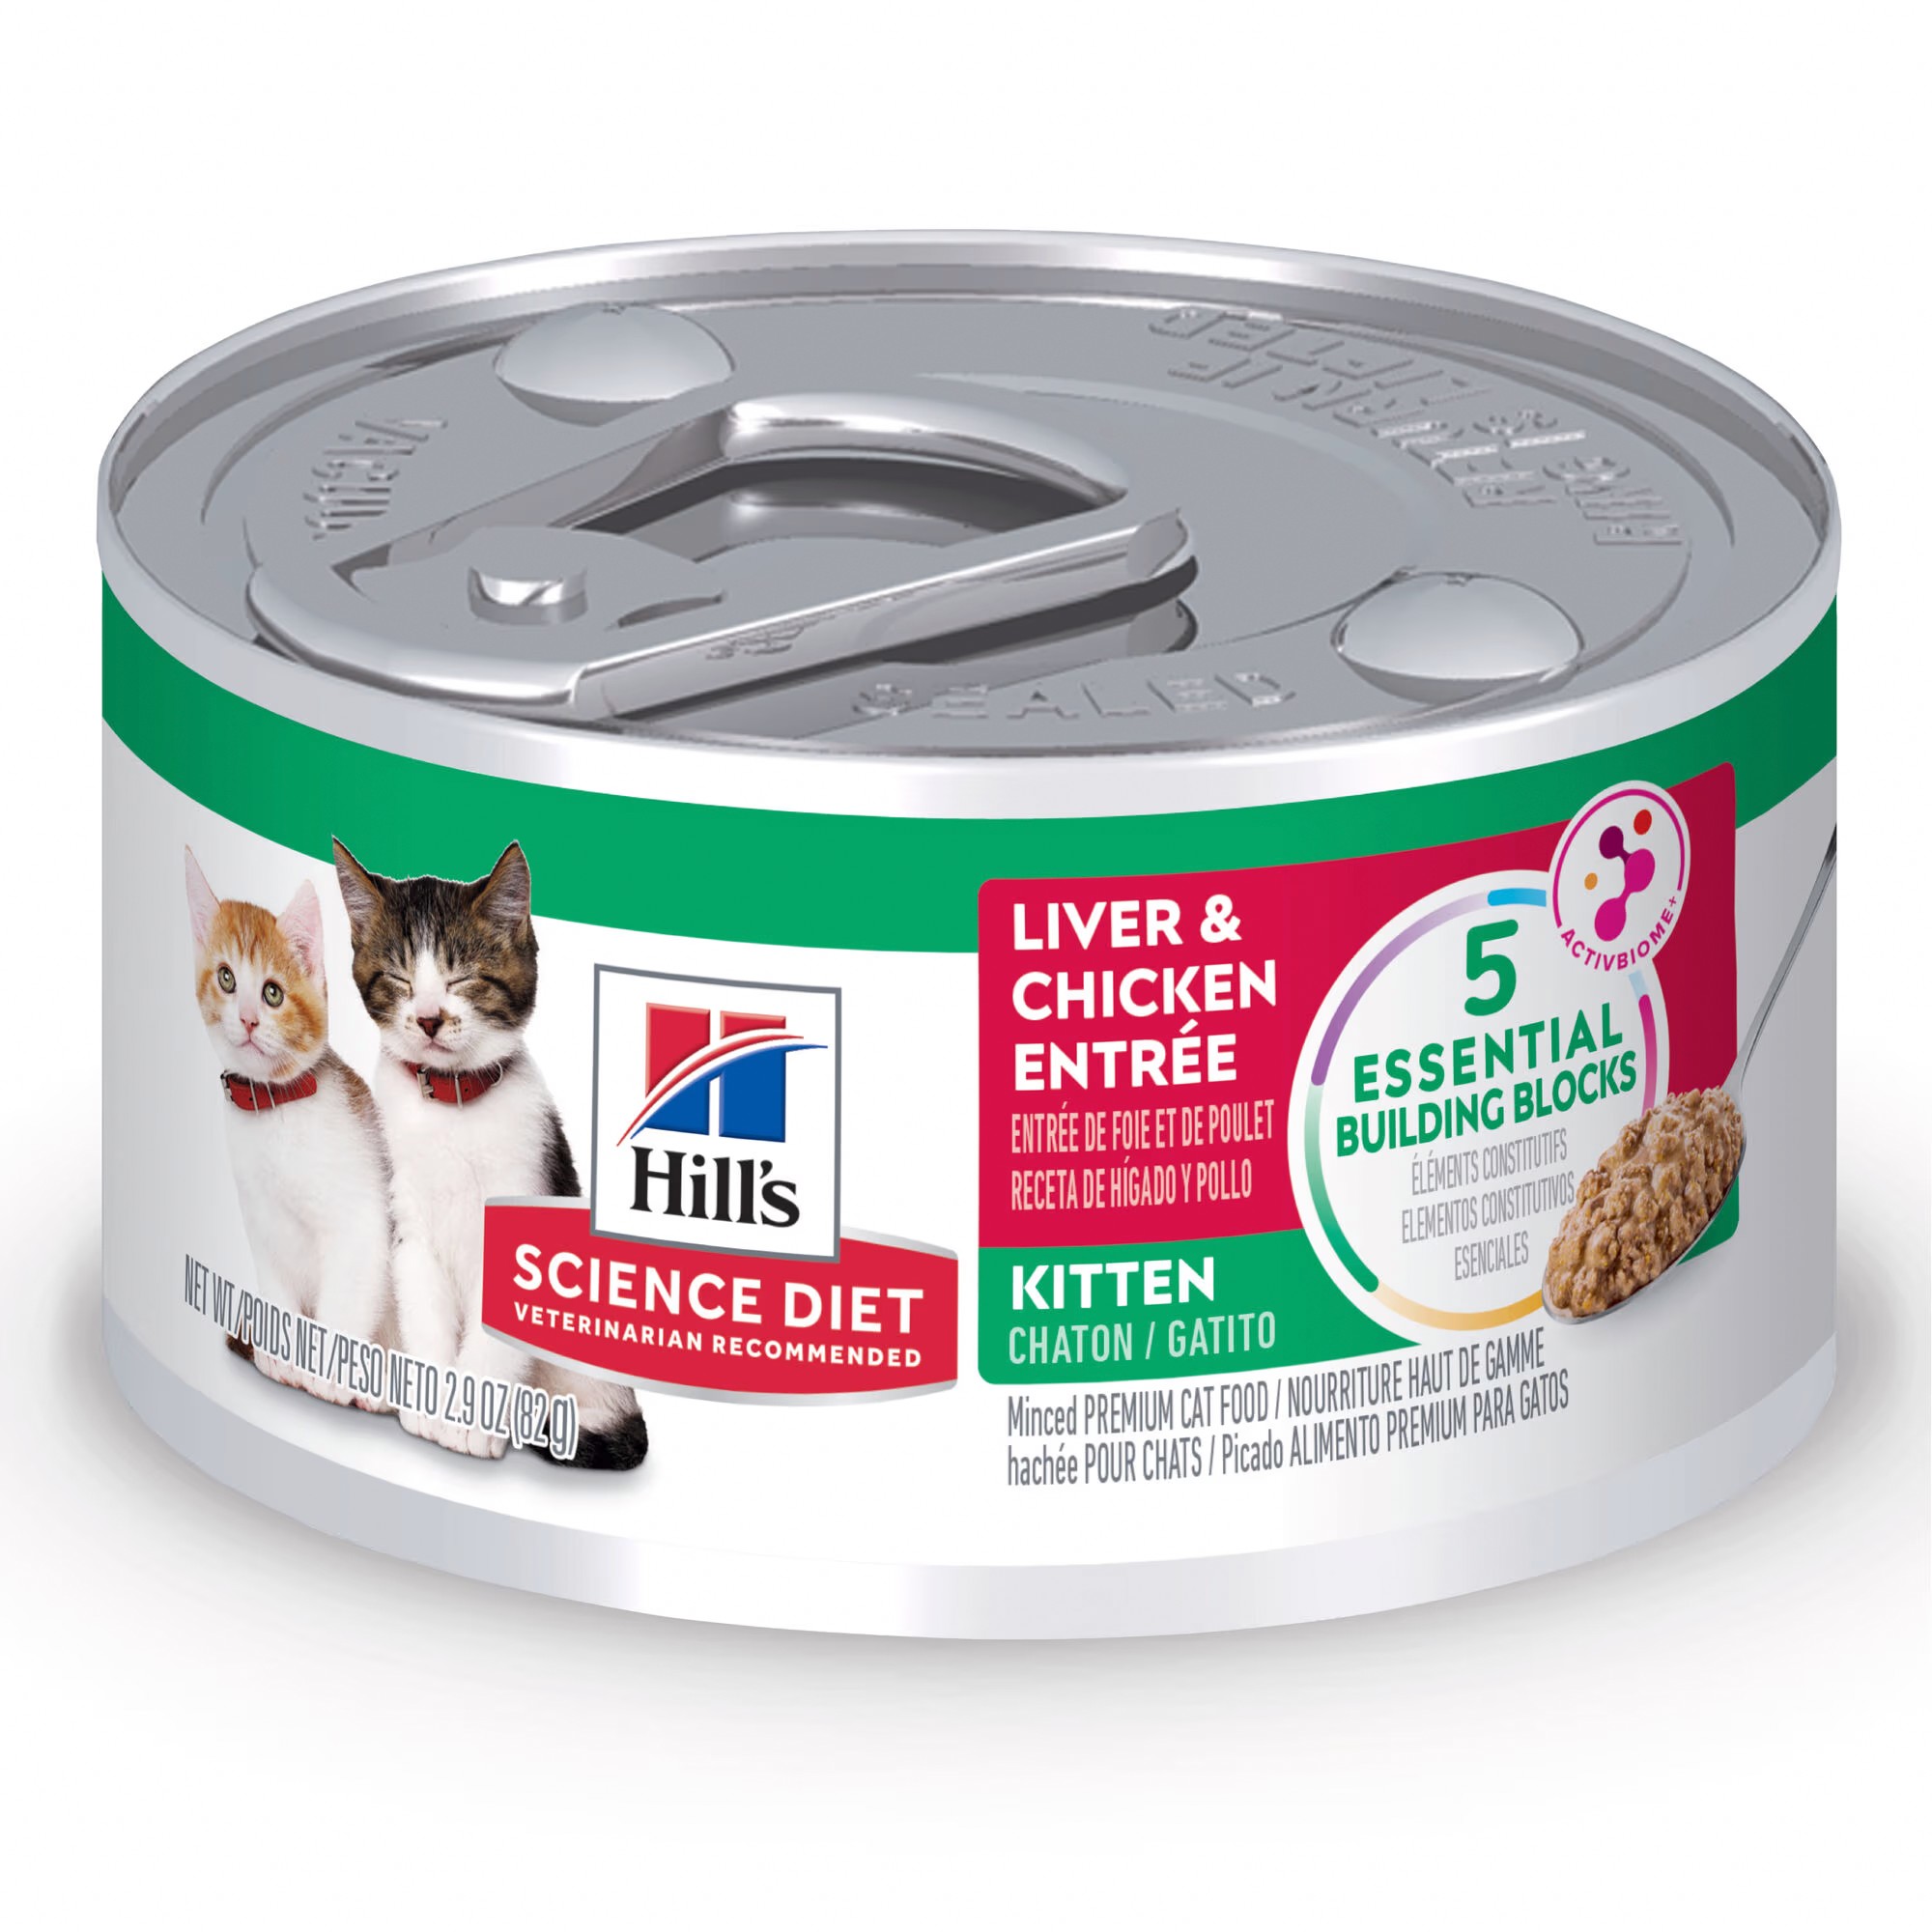 VACUUM
SEALED
Hill's
SCIENCE DIET
VETERINARIAN RECOMMENDED
NET WT/POIDS NET/PESO NETO 2.9 OZ (82 g)
LIVER &
CHICKEN
ENTRÉE
ENTRÉE DE FOIE ET DE POULET
RECETA DE HÍGADO Y POLLO
KITTEN
CHATON / GATITO
5
ESSENTIAL
BUILDING BLOCKS
ÉLÉMENTS CONSTITUTIFS
ELEMENTOS CONSTITUTIVOS
ESENCIALES
ACTIVBIOME+
Minced PREMIUM CAT FOOD / NOURRITURE HAUT DE GAMME
hachée POUR CHATS / Picado ALIMENTO PREMIUM PARA GATOS